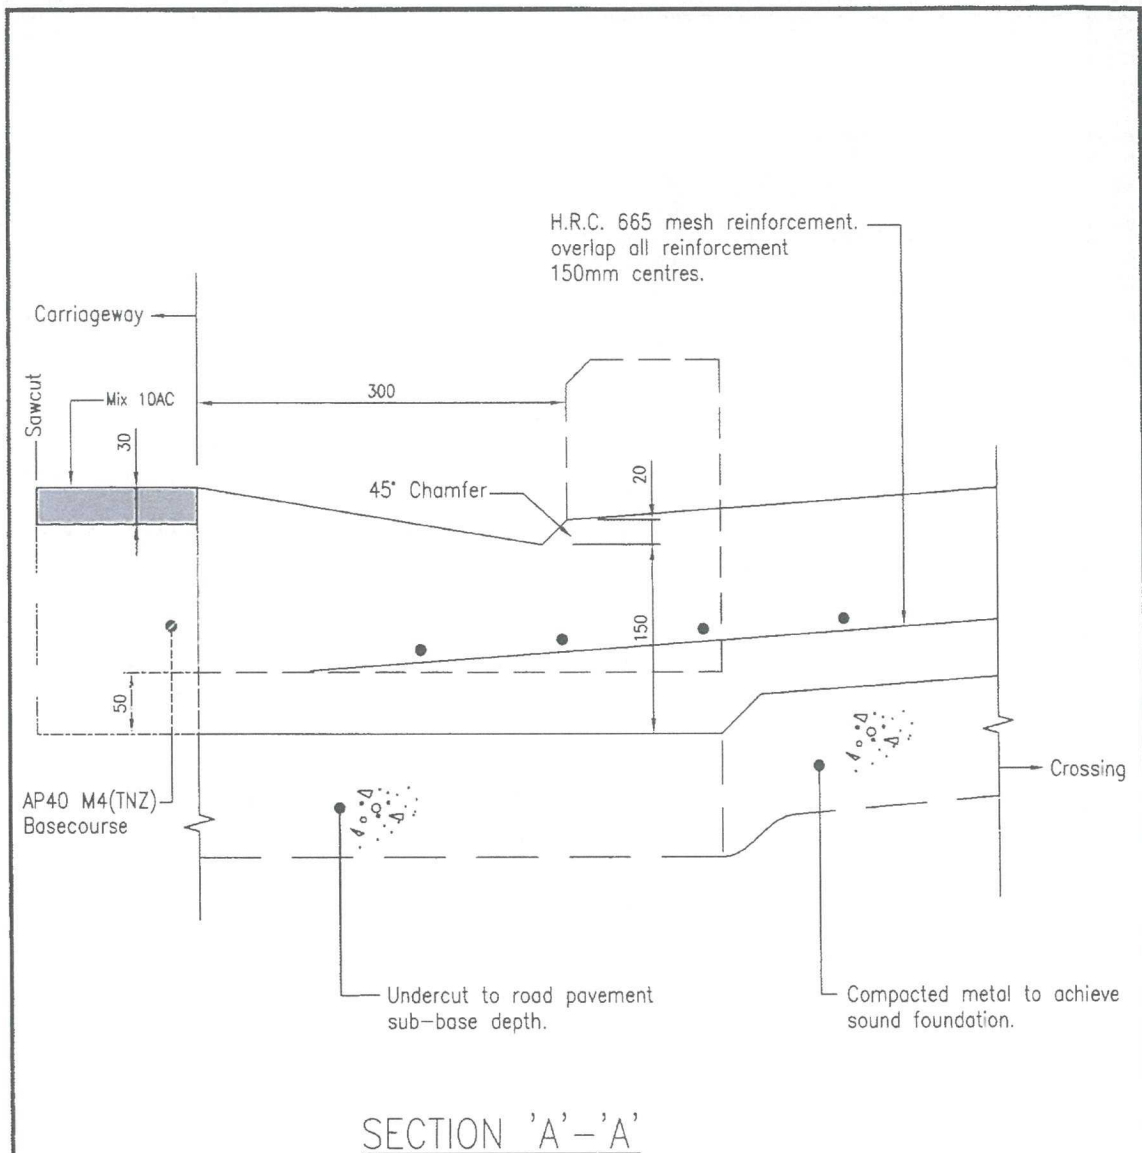 H.R.C. 665 mesh reinforcement.
overlap all reinforcement
150mm centres.
Carriageway
300
Sawcut
Mix 10AC
30
45° Chamfer
20
150
50
AP40 M4(TNZ)
Basecourse
Crossing
Undercut to road pavement
sub-base depth.
Compacted metal to achieve
sound foundation.
SECTION 'A'-'A'